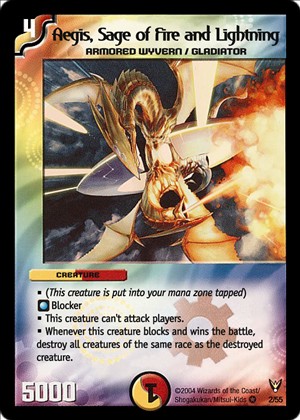 4 Aegis, Sage of Fire and Lightning
ARMORED WYVERN / GLADIATOR
CREATURE
▪ (This creature is put into your mana zone tapped)
▪ Blocker
▪ This creature can't attack players.
▪ Whenever this creature blocks and wins the battle,
destroy all creatures of the same race as the destroyed
creature.
5000
1
©2004 Wizards of the Coast/
Shogakukan/Mitsui-Kids
2/55